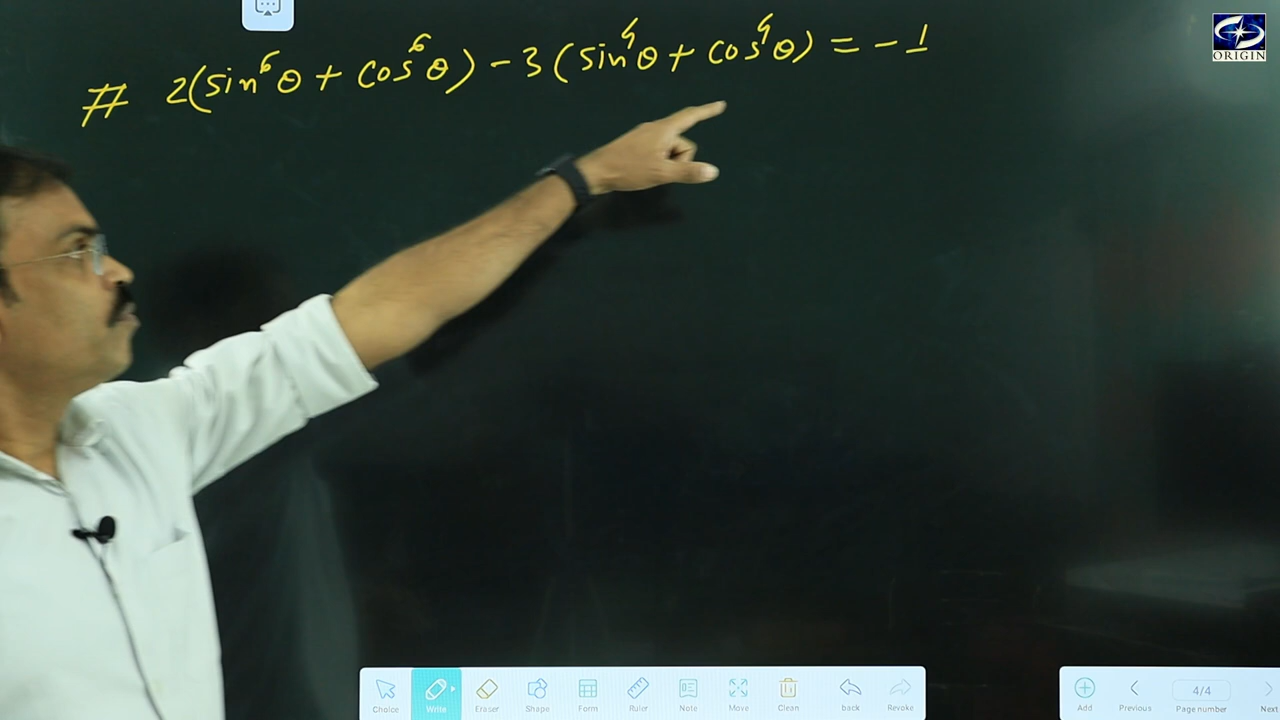 # 2(sin⁶θ + cos⁶θ) - 3(sin⁴θ + cos⁴θ) = -1
ORIGIN
Choice Write Eraser Shape Form Ruler Note Move Clean back Revoke
Add Previous 4/4 Page number Next